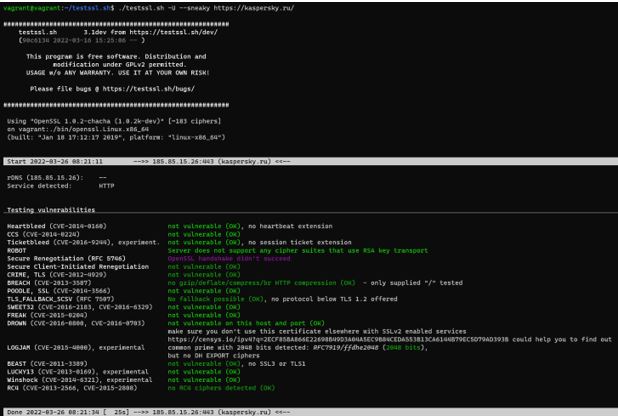 vagrant@vagrant:~/testssl.sh$ ./testssl.sh -U --sneaky https://kaspersky.ru/
###########################################################
testssl.sh 3.1dev from https://testssl.sh/dev/
(90c6134 2022-03-16 15:25:06 -- )
This program is free software. Distribution and
modification under GPLv2 permitted.
USAGE w/o ANY WARRANTY. USE IT AT YOUR OWN RISK!
Please file bugs @ https://testssl.sh/bugs/
###########################################################
Using "OpenSSL 1.0.2-chacha (1.0.2k-dev)" [~183 ciphers]
on vagrant:./bin/openssl.Linux.x86_64
(built: "Jan 18 17:12:17 2019", platform: "linux-x86_64")
Start 2022-03-26 08:21:11 -->> 185.85.15.26:443 (kaspersky.ru) <<--
rDNS (185.85.15.26): --
Service detected: HTTP
Testing vulnerabilities
Heartbleed (CVE-2014-0160) not vulnerable (OK), no heartbeat extension
CCS (CVE-2014-0224) not vulnerable (OK)
Ticketbleed (CVE-2016-9244), experiment. not vulnerable (OK), no session ticket extension
ROBOT Server does not support any cipher suites that use RSA key transport
Secure Renegotiation (RFC 5746) OpenSSL handshake didn't succeed
Secure Client-Initiated Renegotiation not vulnerable (OK)
CRIME, TLS (CVE-2012-4929) not vulnerable (OK)
BREACH (CVE-2013-3587) no gzip/deflate/compress/br HTTP compression (OK) - only supplied "/" tested
POODLE, SSL (CVE-2014-3566) not vulnerable (OK)
TLS_FALLBACK_SCSV (RFC 7507) No fallback possible (OK), no protocol below TLS 1.2 offered
SWEET32 (CVE-2016-2183, CVE-2016-6329) not vulnerable (OK)
FREAK (CVE-2015-0204) not vulnerable (OK)
DROWN (CVE-2016-0800, CVE-2016-0703) not vulnerable on this host and port (OK)
make sure you don't use this certificate elsewhere with SSLv2 enabled services
could help you to find out
LOGJAM (CVE-2015-4000), experimental common prime with 2048 bits detected: RFC7919/ffdhe2048 (2048 bits),
but no DH EXPORT ciphers
BEAST (CVE-2011-3389) not vulnerable (OK), no SSL3 or TLS1
LUCKY13 (CVE-2013-0169), experimental not vulnerable (OK)
Winshock (CVE-2014-6321), experimental not vulnerable (OK)
RC4 (CVE-2013-2566, CVE-2015-2808) no RC4 ciphers detected (OK)
Done 2022-03-26 08:21:34 [ 25s] -->> 185.85.15.26:443 (kaspersky.ru) <<--